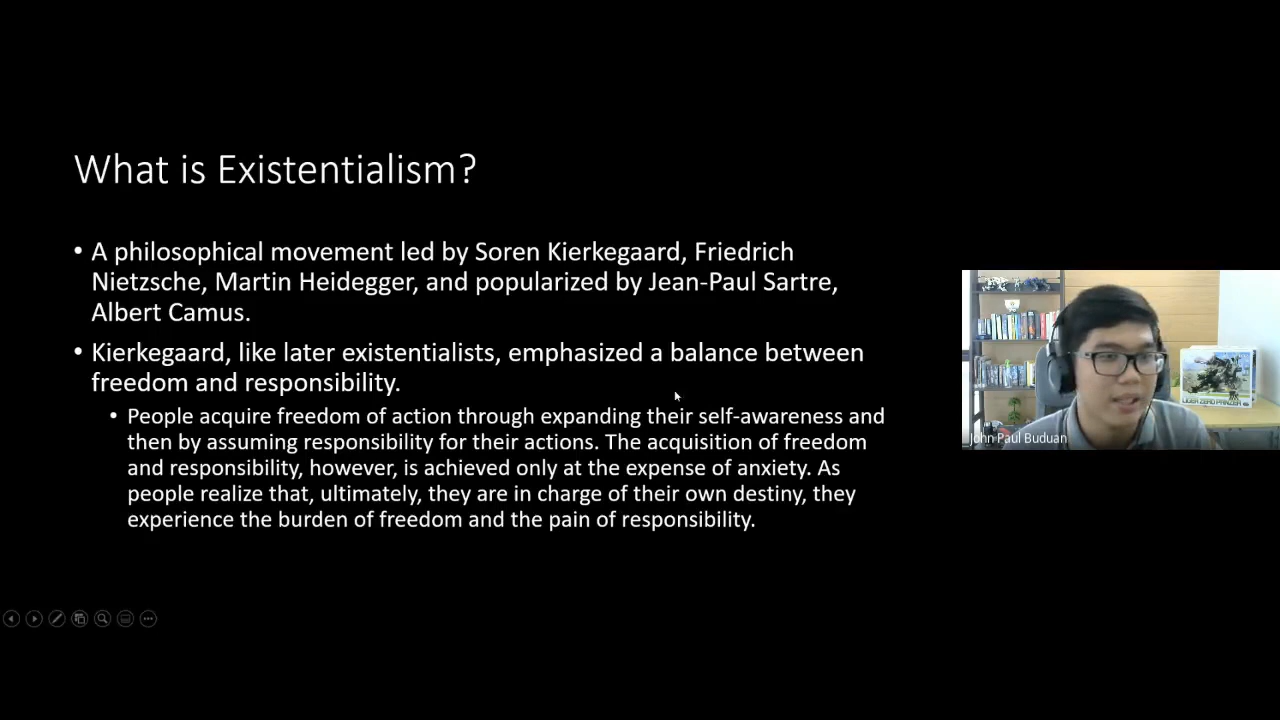 What is Existentialism?
• A philosophical movement led by Soren Kierkegaard, Friedrich
Nietzsche, Martin Heidegger, and popularized by Jean-Paul Sartre,
Albert Camus.
• Kierkegaard, like later existentialists, emphasized a balance between
freedom and responsibility.
• People acquire freedom of action through expanding their self-awareness and
then by assuming responsibility for their actions. The acquisition of freedom
and responsibility, however, is achieved only at the expense of anxiety. As
people realize that, ultimately, they are in charge of their own destiny, they
experience the burden of freedom and the pain of responsibility.
LIGER ZERO PANZER
John Paul Buduan